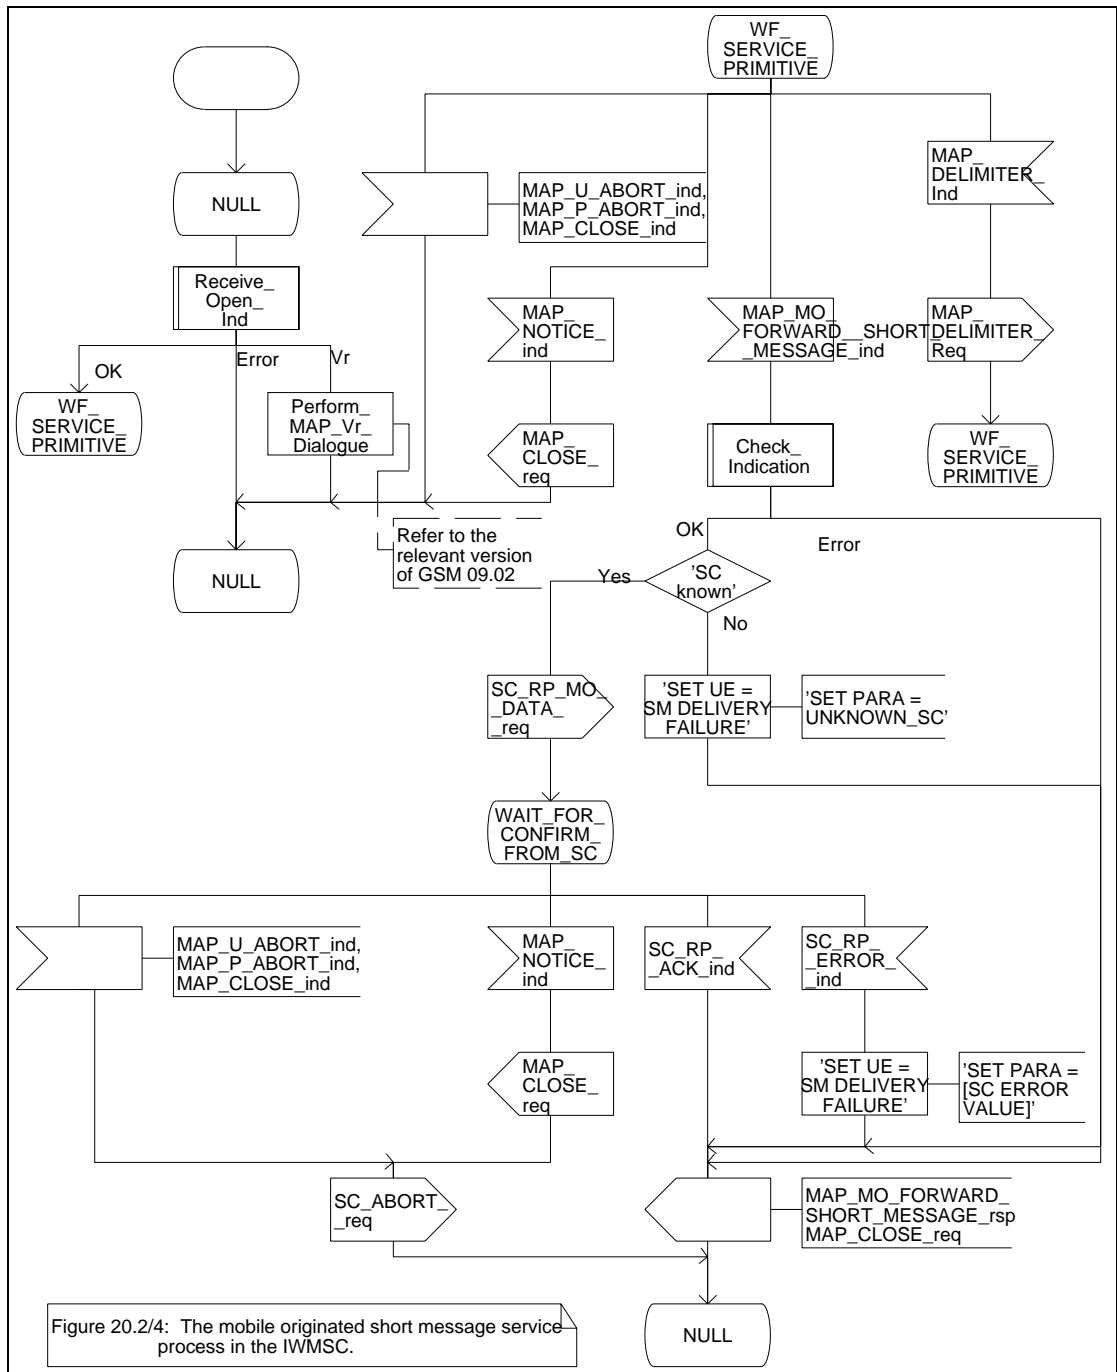 WF_
SERVICE_
PRIMITIVE
NULL
Receive_
Open_
Ind
OK
Error
Vr
WF_
SERVICE_
PRIMITIVE
Perform_
MAP_Vr_
Dialogue
NULL
Refer to the
relevant version
of GSM 09.02
MAP_U_ABORT_ind,
MAP_P_ABORT_ind,
MAP_CLOSE_ind
MAP_
NOTICE_
ind
MAP_
CLOSE_
req
MAP_MO_
FORWARD__SHORT_
_MESSAGE_ind
Check_
Indication
MAP_
DELIMITER_
Ind
MAP_
DELIMITER_
Req
WF_
SERVICE_
PRIMITIVE
OK
Error
'SC
known'
Yes
No
SC_RP_MO_
_DATA_
_req
'SET UE =
SM DELIVERY
FAILURE'
'SET PARA =
UNKNOWN_SC'
WAIT_FOR_
CONFIRM_
FROM_SC
MAP_U_ABORT_ind,
MAP_P_ABORT_ind,
MAP_CLOSE_ind
MAP_
NOTICE_
ind
SC_RP_
_ACK_ind
SC_RP_
_ERROR_
_ind
MAP_
CLOSE_
req
'SET UE =
SM DELIVERY
FAILURE'
'SET PARA =
[SC ERROR
VALUE]'
SC_ABORT_
_req
MAP_MO_FORWARD_
SHORT_MESSAGE_rsp
MAP_CLOSE_req
NULL
Figure 20.2/4: The mobile originated short message service
process in the IWMSC.